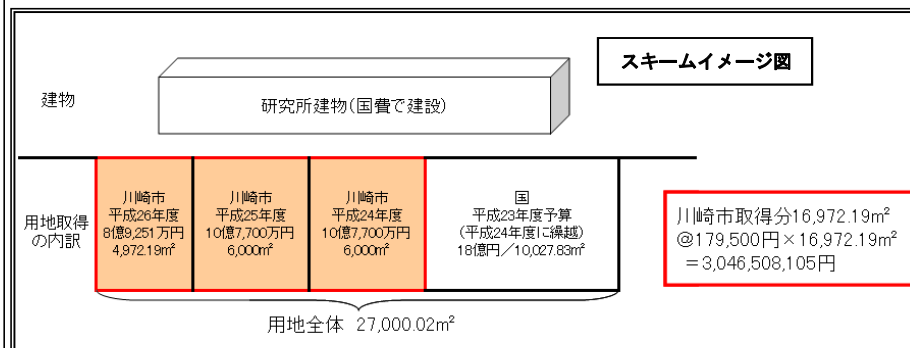 スキームイメージ図
建物
研究所建物(国費で建設)
用地取得
の内訳
川崎市
平成26年度
8億9,251万円
4,972.19㎡
川崎市
平成25年度
10億7,700万円
6,000㎡
川崎市
平成24年度
10億7,700万円
6,000㎡
国
平成23年度予算
(平成24年度に繰越)
18億円／10,027.83㎡
川崎市取得分16,972.19㎡
@179,500円×16,972.19㎡
＝3,046,508,105円
用地全体 27,000.02㎡